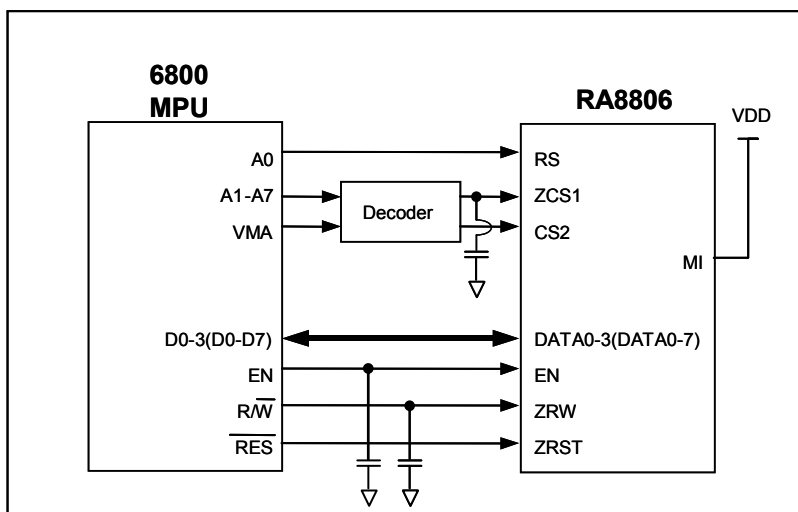 6800
MPU
RA8806
VDD
A0
RS
A1-A7
Decoder
ZCS1
VMA
CS2
MI
D0-3(D0-D7)
DATA0-3(DATA0-7)
EN
EN
R/W̅
ZRW
R̅E̅S̅
ZRST